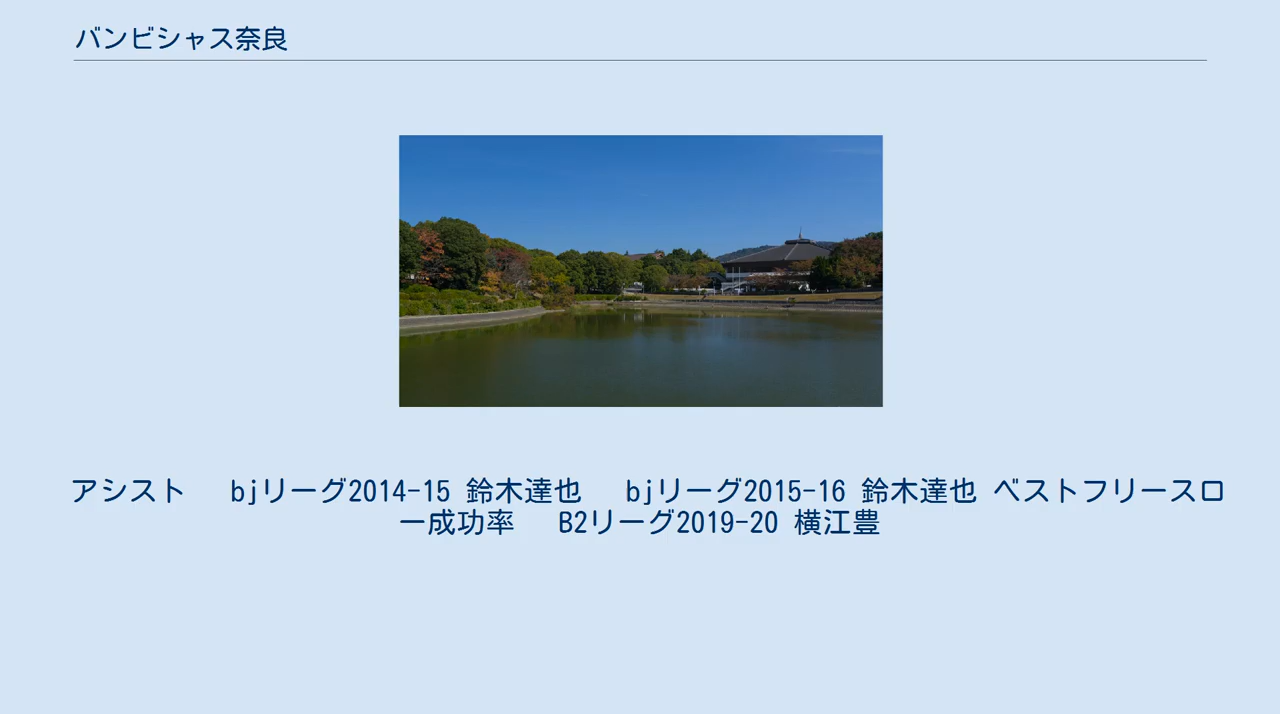 バンビシャス奈良
アシスト　 bjリーグ2014-15 鈴木達也　 bjリーグ2015-16 鈴木達也 ベストフリースロ
ー成功率　 B2リーグ2019-20 横江豊